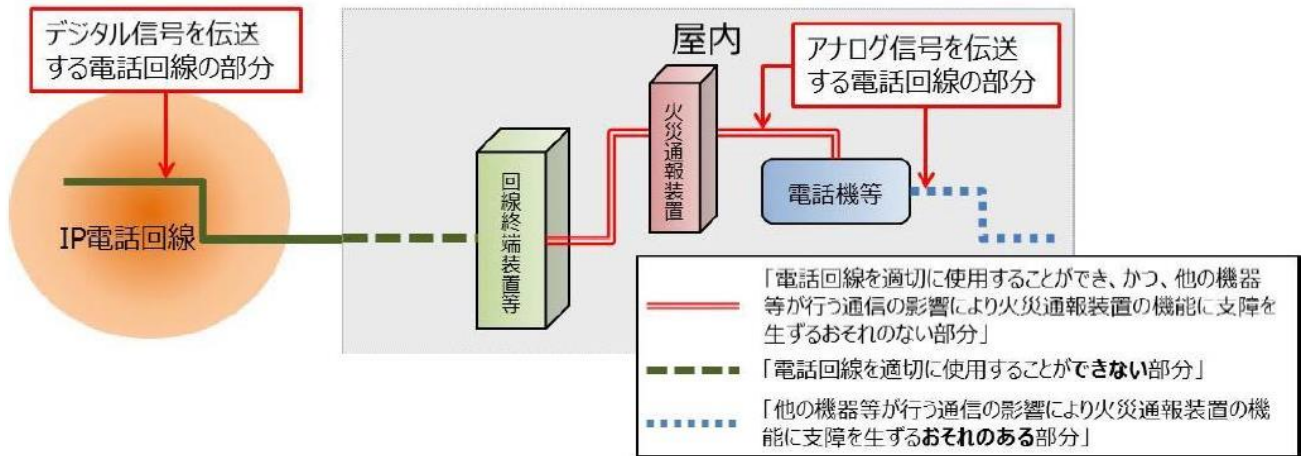 デジタル信号を伝送
する電話回線の部分
屋内
アナログ信号を伝送
する電話回線の部分
火災通報装置
回線終端装置等
電話機等
IP電話回線
「電話回線を適切に使用することができ、かつ、他の機器
等が行う通信の影響により火災通報装置の機能に支障を
生ずるおそれのない部分」
「電話回線を適切に使用することができない部分」
「他の機器等が行う通信の影響により火災通報装置の機
能に支障を生ずるおそれのある部分」